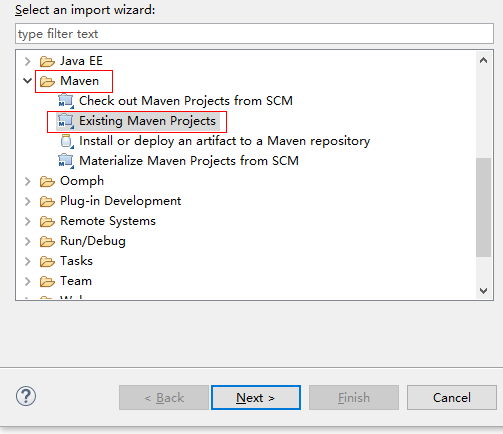 Select an import wizard:
type filter text
Java EE
Maven
Check out Maven Projects from SCM
Existing Maven Projects
Install or deploy an artifact to a Maven repository
Materialize Maven Projects from SCM
Oomph
Plug-in Development
Remote Systems
Run/Debug
Tasks
Team
?
< Back
Next >
Finish
Cancel